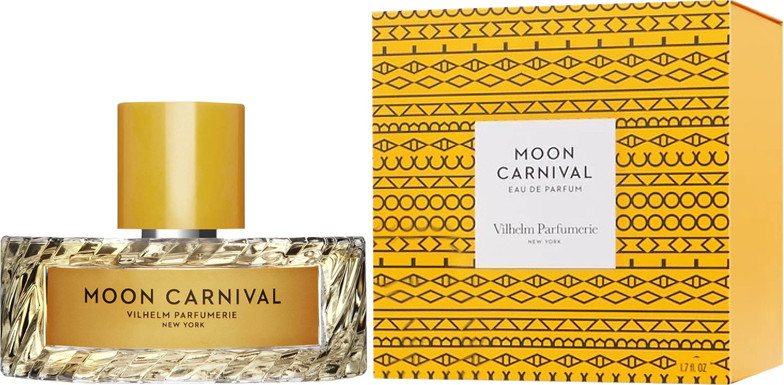 MOON CARNIVAL
VILHELM PARFUMERIE
NEW YORK
MOON
CARNIVAL
EAU DE PARFUM
Vilhelm Parfumerie
NEW YORK
1.7 fl. OZ